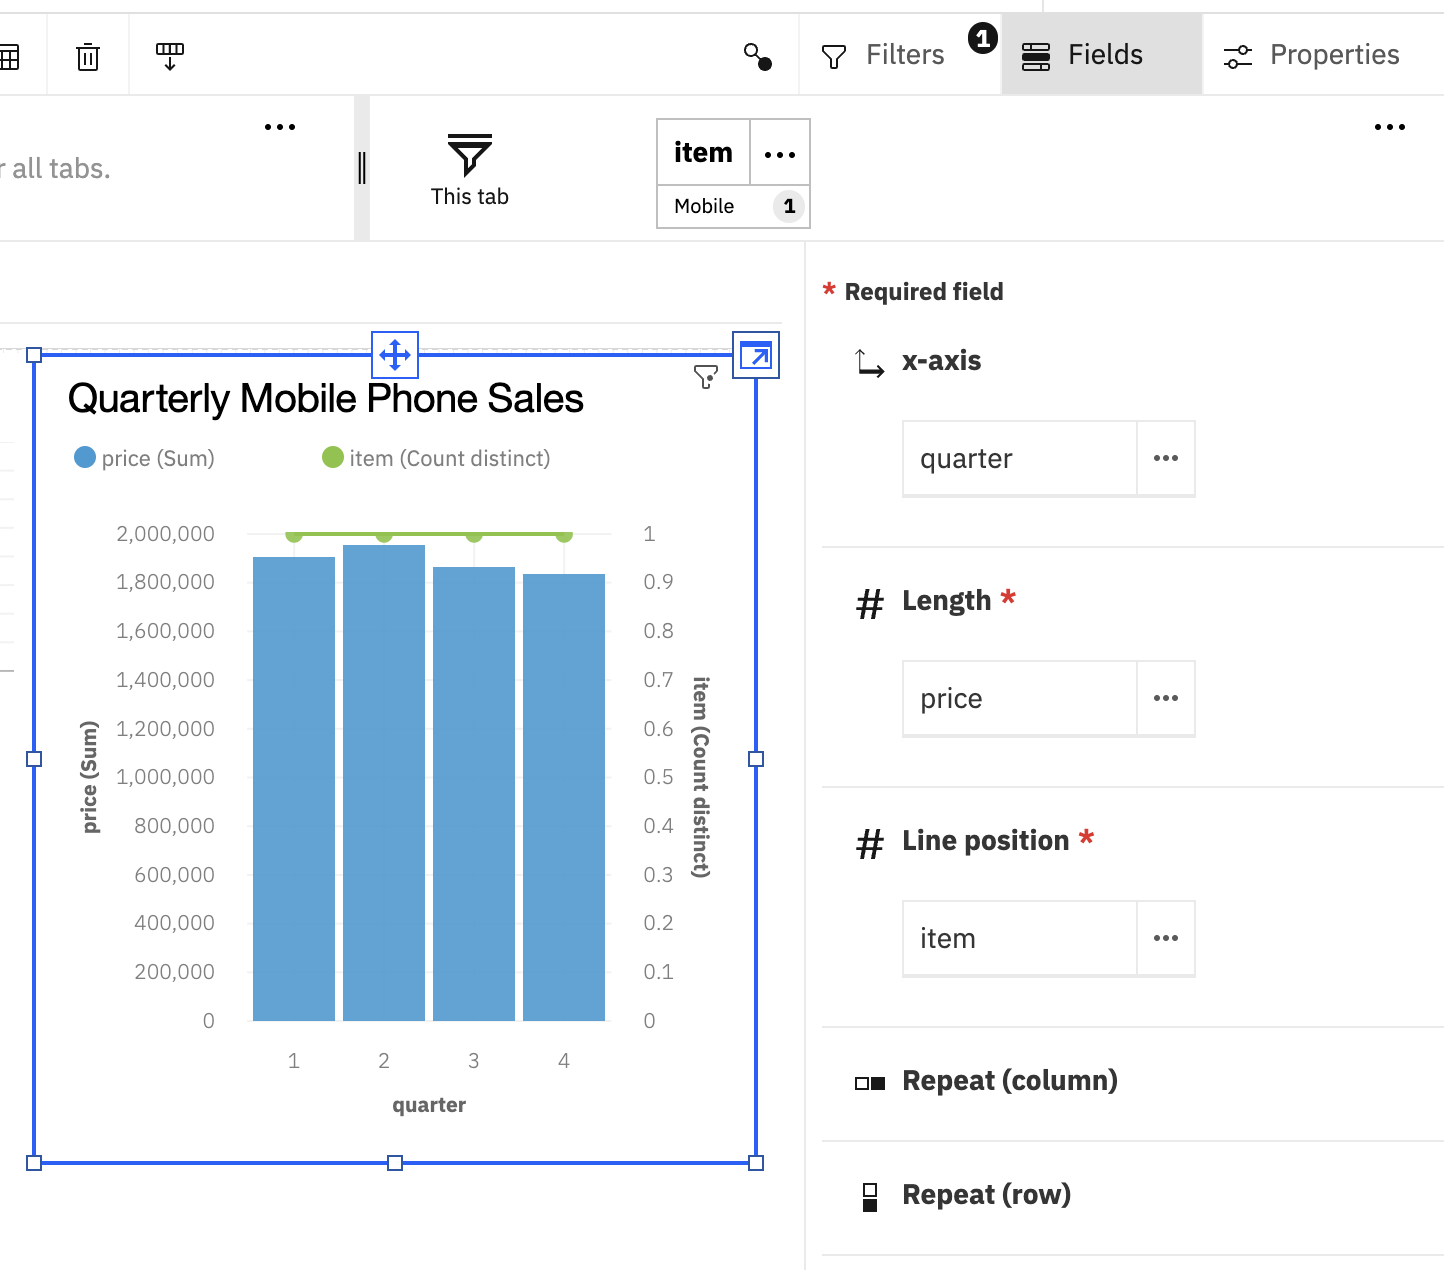 Filters
1
Fields
Properties
r all tabs.
This tab
item
Mobile 1
* Required field
x-axis
quarter
Length *
price
Line position *
item
Repeat (column)
Repeat (row)
Quarterly Mobile Phone Sales
price (Sum) item (Count distinct)
2,000,000
1,800,000
1,600,000
1,400,000
1,200,000
1,000,000
800,000
600,000
400,000
200,000
0
price (Sum)
1
0.9
0.8
0.7
0.6
0.5
0.4
0.3
0.2
0.1
0
item (Count distinct)
1 2 3 4
quarter